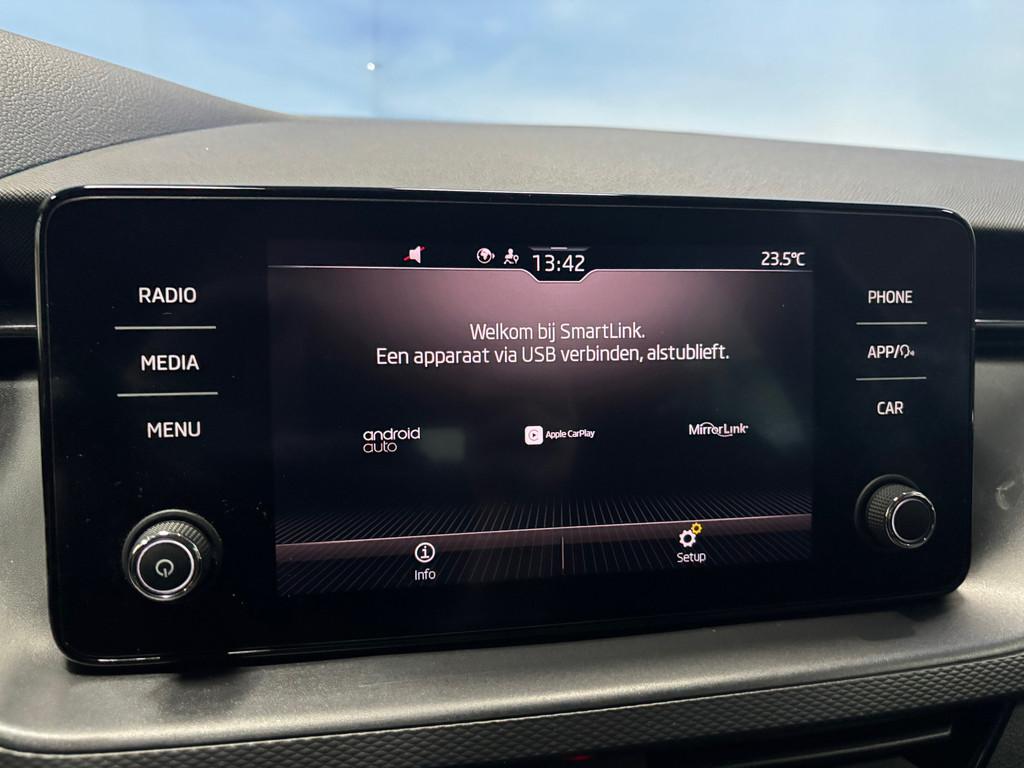 13:42
23.5°C
RADIO
MEDIA
MENU
Welkom bij SmartLink.
Een apparaat via USB verbinden, alstublieft.
android
auto
Apple CarPlay
MirrorLink
Info
Setup
PHONE
APP/
CAR